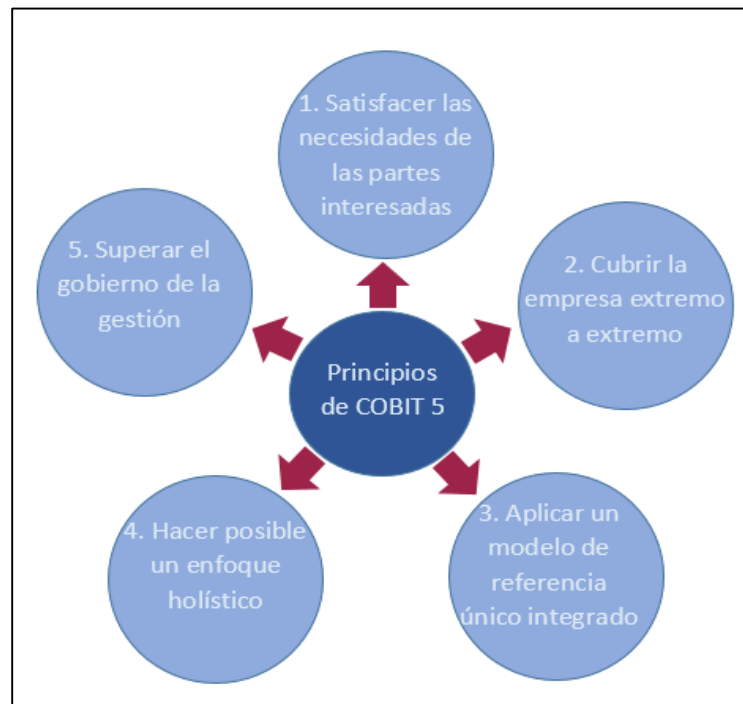 1. Satisfacer las
necesidades de
las partes
interesadas
2. Cubrir la
empresa extremo
a extremo
3. Aplicar un
modelo de
referencia
único integrado
4. Hacer posible
un enfoque
holístico
5. Superar el
gobierno de la
gestión
Principios
de COBIT 5